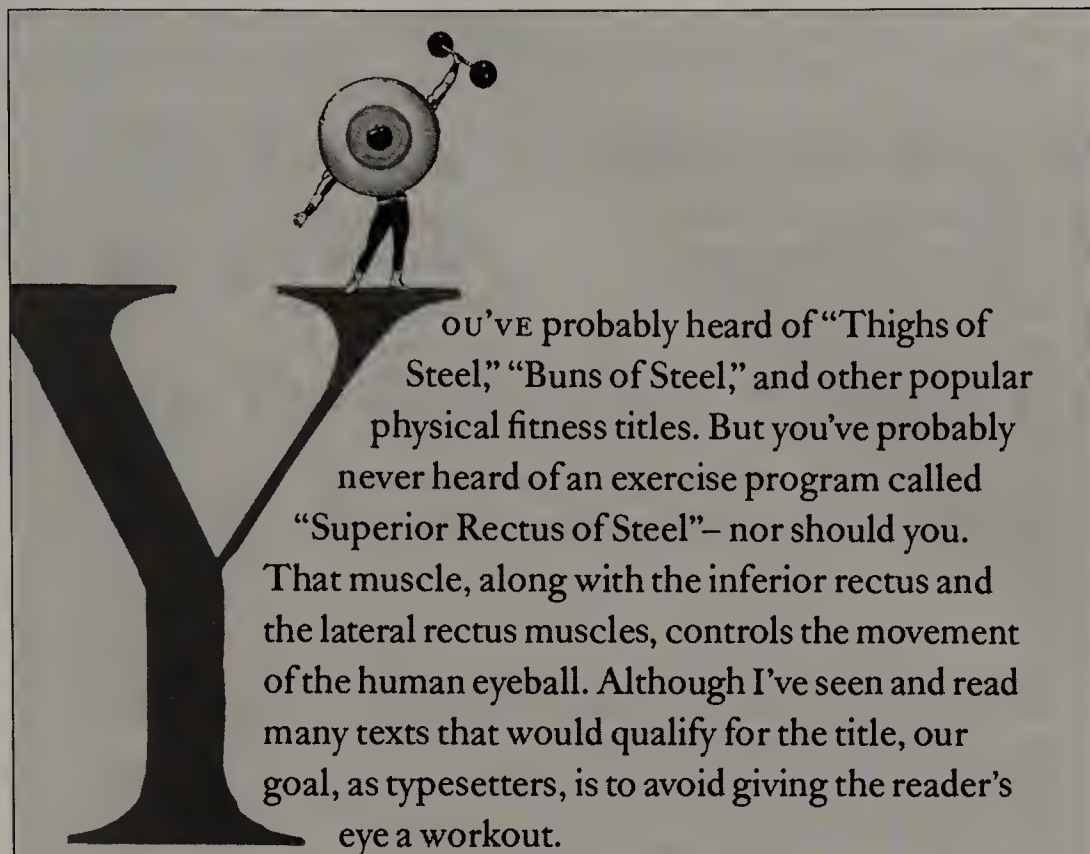 YOU'VE probably heard of “Thighs of
Steel,” “Buns of Steel,” and other popular
physical fitness titles. But you've probably
never heard of an exercise program called
“Superior Rectus of Steel”– nor should you.
That muscle, along with the inferior rectus and
the lateral rectus muscles, controls the movement
of the human eyeball. Although I've seen and read
many texts that would qualify for the title, our
goal, as typesetters, is to avoid giving the reader's
eye a workout.